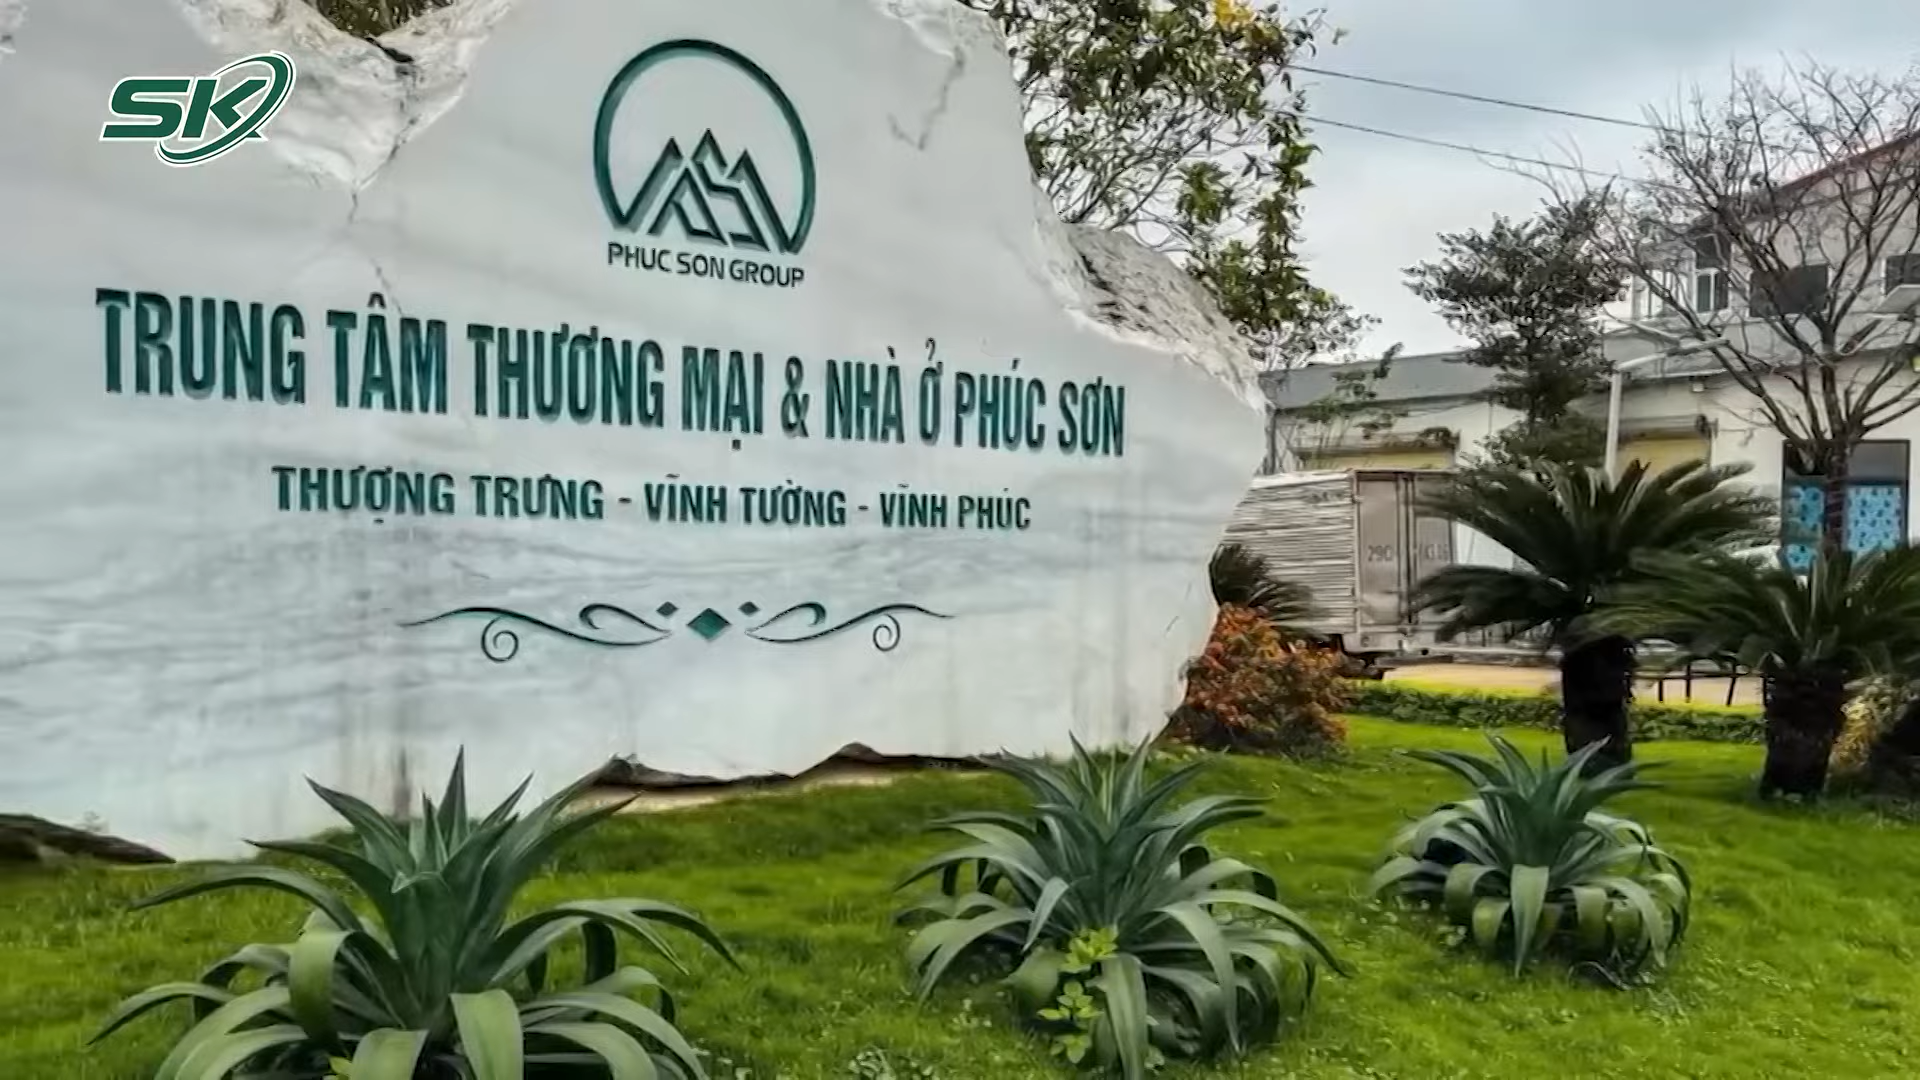 SK
PHUC SON GROUP
TRUNG TÂM THƯƠNG MẠI & NHÀ Ở PHÚC SƠN
THƯỢNG TRƯNG - VĨNH TƯỜNG - VĨNH PHÚC